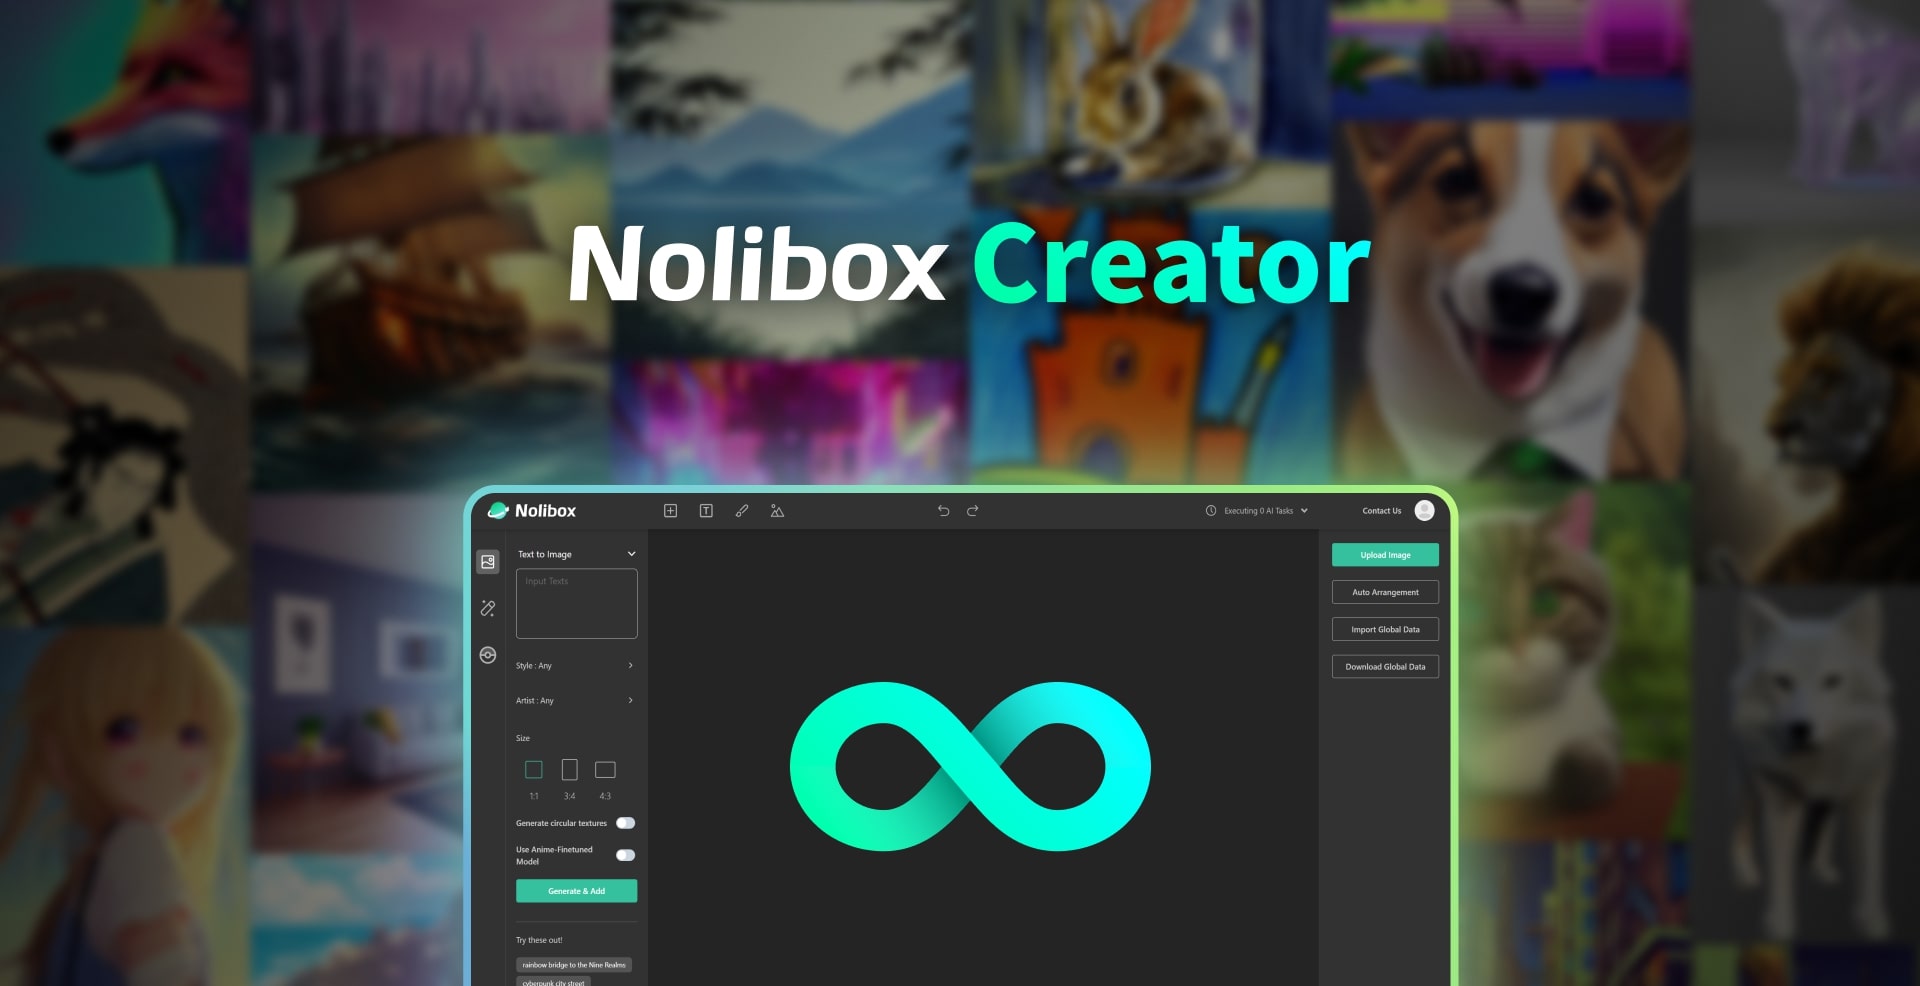 Nolibox Creator
Nolibox
Executing 0 AI Tasks
Contact Us
Text to Image
Input Texts
Style : Any
Artist : Any
Size
1:1 3:4 4:3
Generate circular textures
Use Anime-Finetuned
Model
Generate & Add
Try these out!
rainbow bridge to the Nine Realms
cyberpunk city street
Upload Image
Auto Arrangement
Import Global Data
Download Global Data